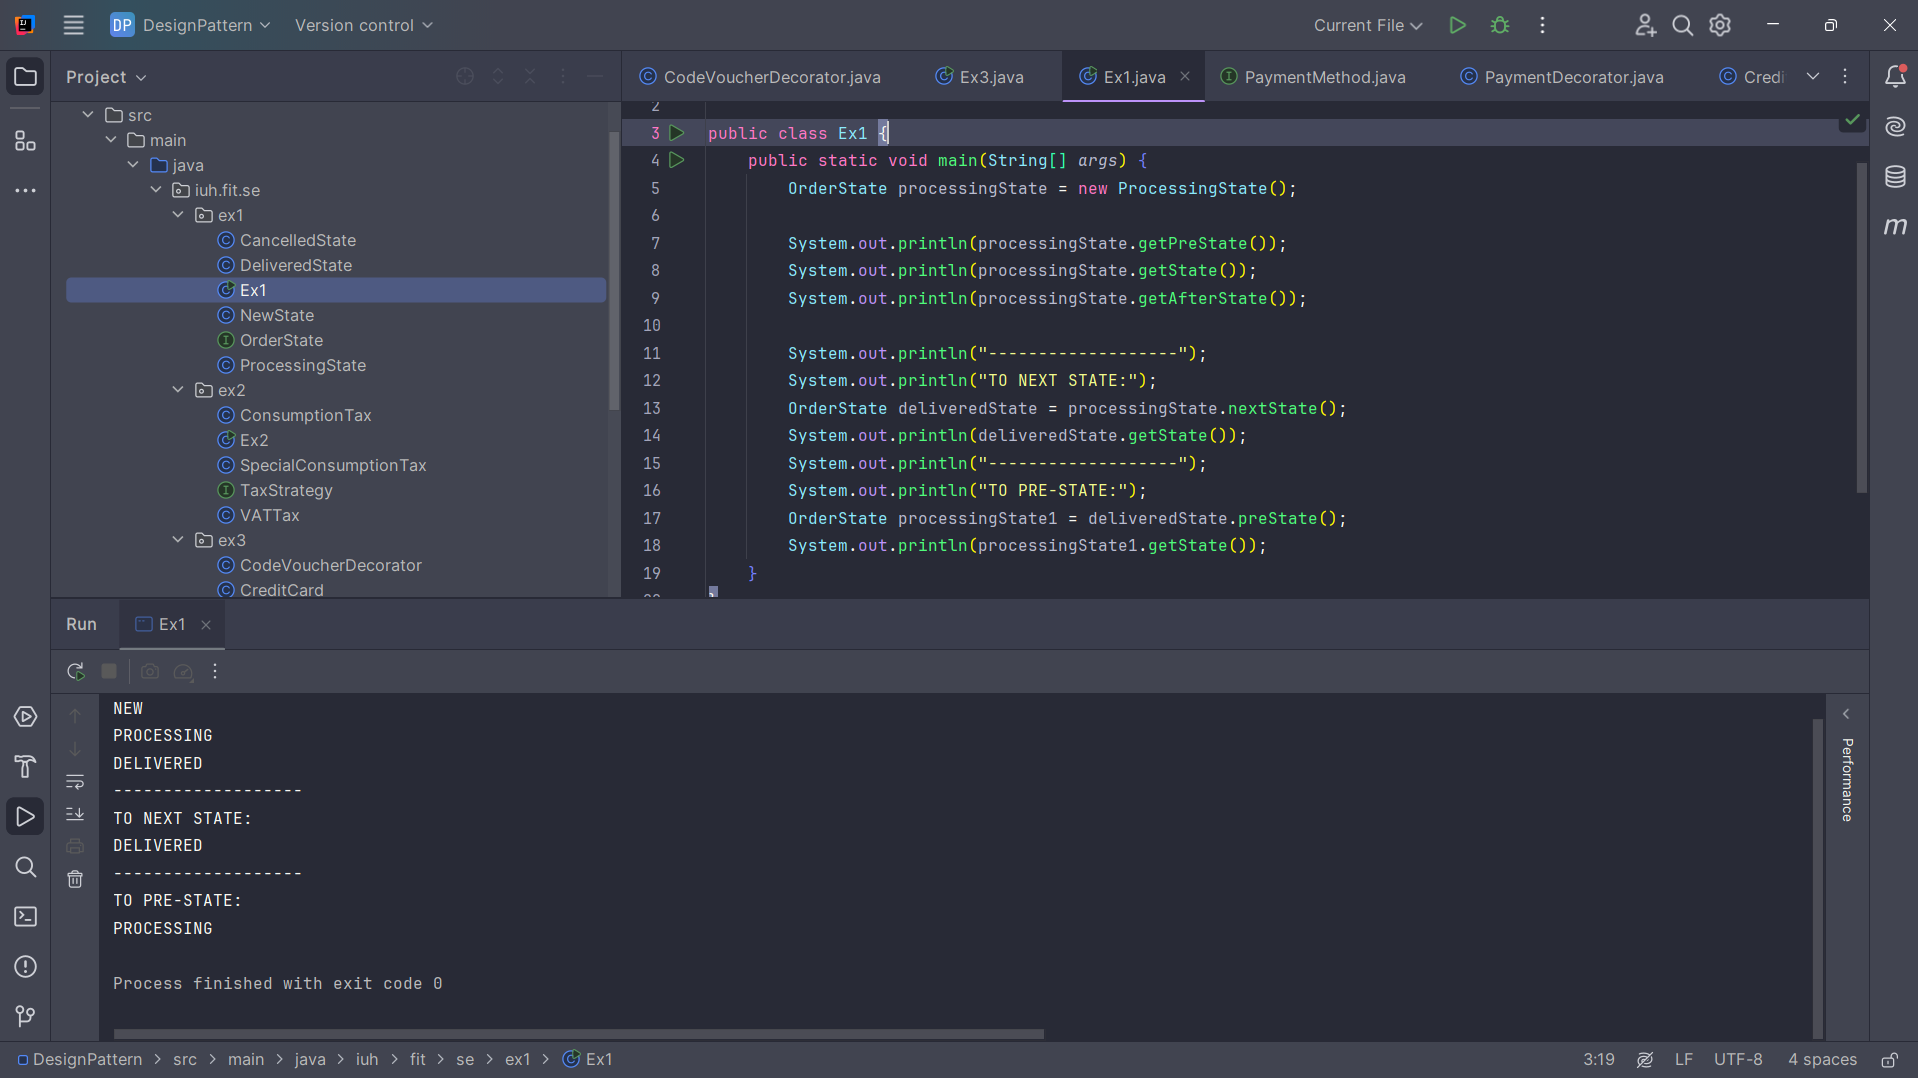 DP DesignPattern Version control Current File
Project
CodeVoucherDecorator.java Ex3.java Ex1.java PaymentMethod.java PaymentDecorator.java Credi
src
main
java
iuh.fit.se
ex1
CancelledState
DeliveredState
Ex1
NewState
OrderState
ProcessingState
ex2
ConsumptionTax
Ex2
SpecialConsumptionTax
TaxStrategy
VATTax
ex3
CodeVoucherDecorator
CreditCard
2
3 public class Ex1 {
4 public static void main(String[] args) {
5 OrderState processingState = new ProcessingState();
6
7 System.out.println(processingState.getPreState());
8 System.out.println(processingState.getState());
9 System.out.println(processingState.getAfterState());
10
11 System.out.println("-------------------");
12 System.out.println("TO NEXT STATE:");
13 OrderState deliveredState = processingState.nextState();
14 System.out.println(deliveredState.getState());
15 System.out.println("-------------------");
16 System.out.println("TO PRE-STATE:");
17 OrderState processingState1 = deliveredState.preState();
18 System.out.println(processingState1.getState());
19 }
Run Ex1
NEW
PROCESSING
DELIVERED
-------------------
TO NEXT STATE:
DELIVERED
-------------------
TO PRE-STATE:
PROCESSING
Process finished with exit code 0
Performance
m
DesignPattern > src > main > java > iuh > fit > se > ex1 > Ex1 3:19 LF UTF-8 4 spaces